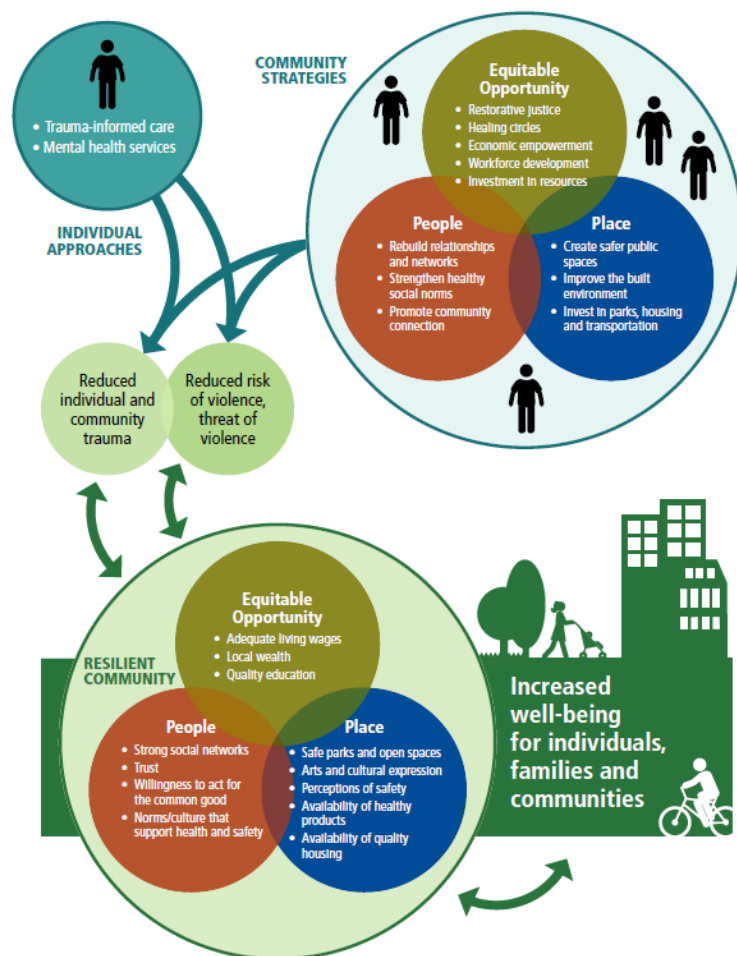 • Trauma-informed care
• Mental health services
INDIVIDUAL
APPROACHES
COMMUNITY
STRATEGIES
Equitable
Opportunity
• Restorative justice
• Healing circles
• Economic empowerment
• Workforce development
• Investment in resources
People
• Rebuild relationships
and networks
• Strengthen healthy
social norms
• Promote community
connection
Place
• Create safer public
spaces
• Improve the built
environment
• Invest in parks, housing
and transportation
Reduced
individual and
community
trauma
Reduced risk
of violence,
threat of
violence
RESILIENT
COMMUNITY
Equitable
Opportunity
• Adequate living wages
• Local wealth
• Quality education
People
• Strong social networks
• Trust
• Willingness to act for
the common good
• Norms/culture that
support health and safety
Place
• Safe parks and open spaces
• Arts and cultural expression
• Perceptions of safety
• Availability of healthy
products
• Availability of quality
housing
Increased
well-being
for individuals,
families and
communities